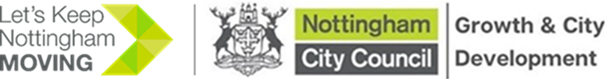 Let's Keep
Nottingham
MOVING
Nottingham
City Council
Growth & City
Development